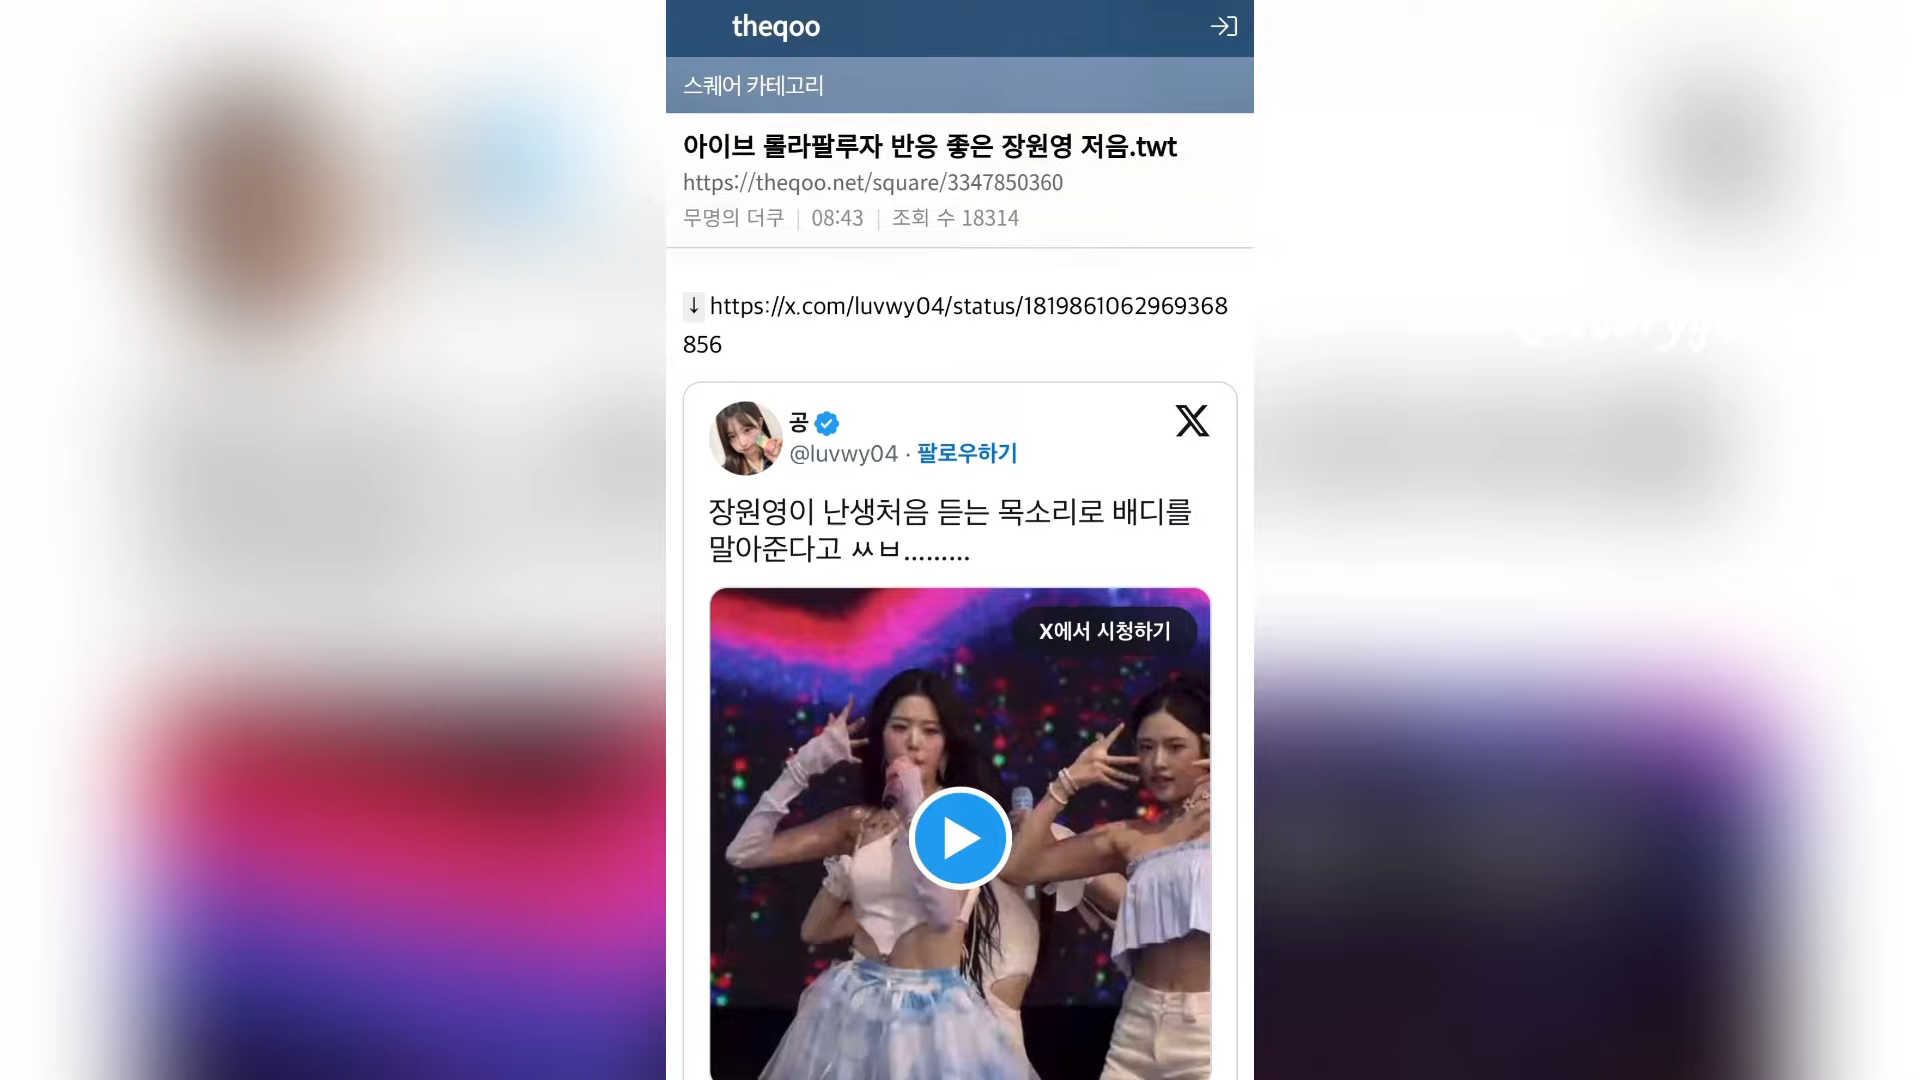 theqoo
스퀘어 카테고리
아이브 롤라팔루자 반응 좋은 장원영 저음.twt
https://theqoo.net/square/3347850360
무명의 더쿠 | 08:43 | 조회 수 18314
↓ https://x.com/luvwy04/status/1819861062969368
856
공
@luvwy04 · 팔로우하기
장원영이 난생처음 듣는 목소리로 배디를
말아준다고 ㅆㅂ.........
X에서 시청하기